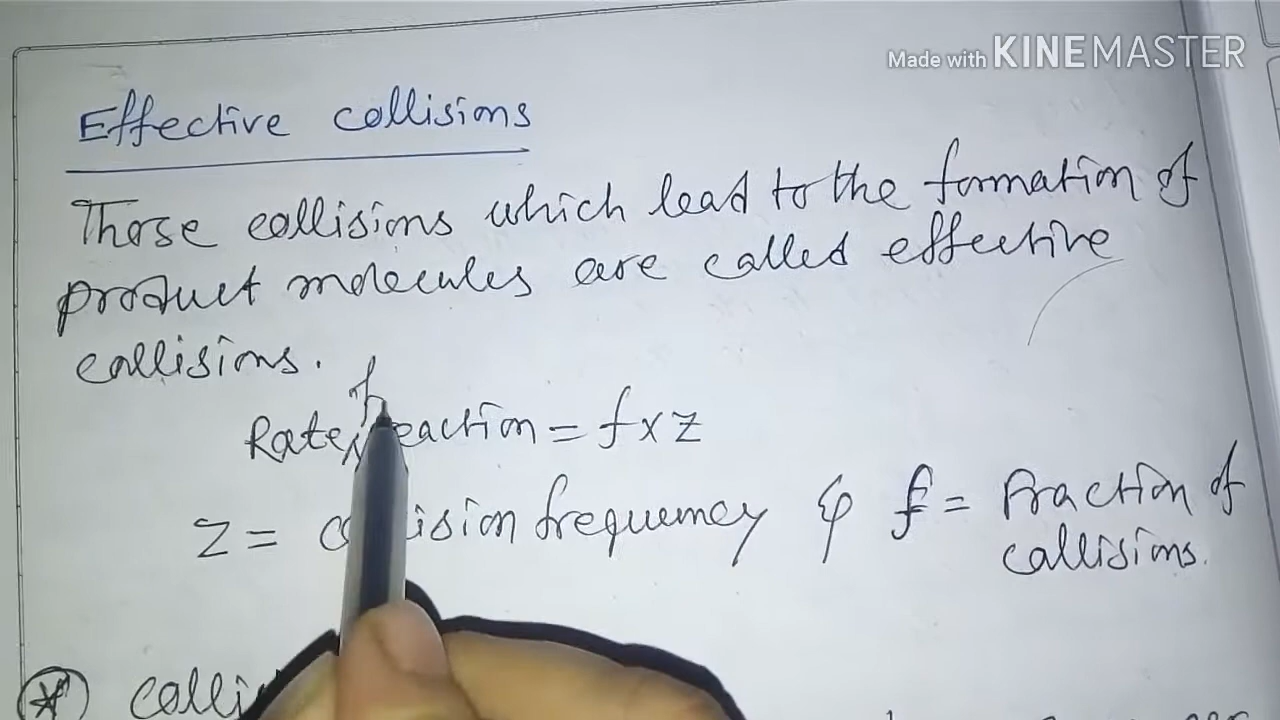 Made with KINEMASTER
Effective collisions
Those collisions which lead to the formation of
product molecules are called effective
collisions.
Rate of reaction = f x z
z = collision frequency & f = Fraction of
collisions.